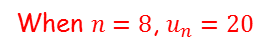 When n = 8, uₙ = 20